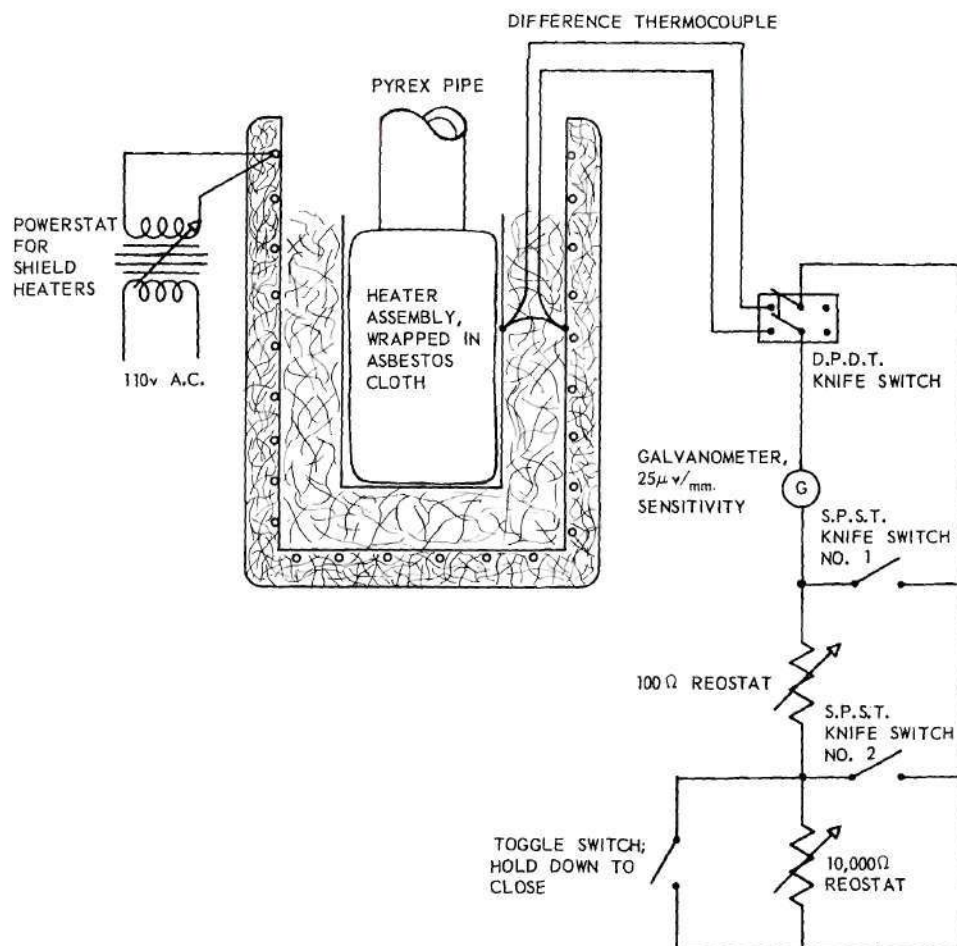 DIFFERENCE THERMOCOUPLE
PYREX PIPE
POWERSTAT
FOR
SHIELD
HEATERS
110v A.C.
HEATER
ASSEMBLY,
WRAPPED IN
ASBESTOS
CLOTH
D.P.D.T.
KNIFE SWITCH
GALVANOMETER,
25μv/mm.
SENSITIVITY
G
S.P.S.T.
KNIFE SWITCH
NO. 1
100Ω REOSTAT
S.P.S.T.
KNIFE SWITCH
NO. 2
TOGGLE SWITCH;
HOLD DOWN TO
CLOSE
10,000Ω
REOSTAT